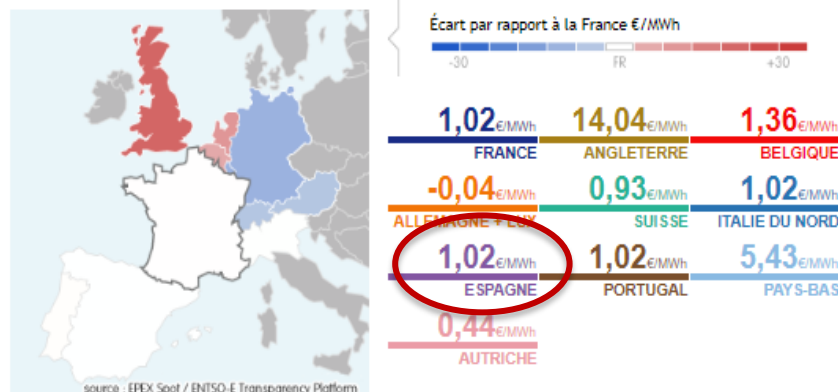 Écart par rapport à la France €/MWh
-30 FR +30
1,02€/MWh 14,04€/MWh 1,36€/MWh
FRANCE ANGLETERRE BELGIQUE
-0,04€/MWh 0,93€/MWh 1,02€/MWh
ALLEMAGNE + LUX SUISSE ITALIE DU NORD
1,02€/MWh 1,02€/MWh 5,43€/MWh
ESPAGNE PORTUGAL PAYS-BAS
0,44€/MWh
AUTRICHE
source : EPEX Spot / ENTSO-E Transparency Platform